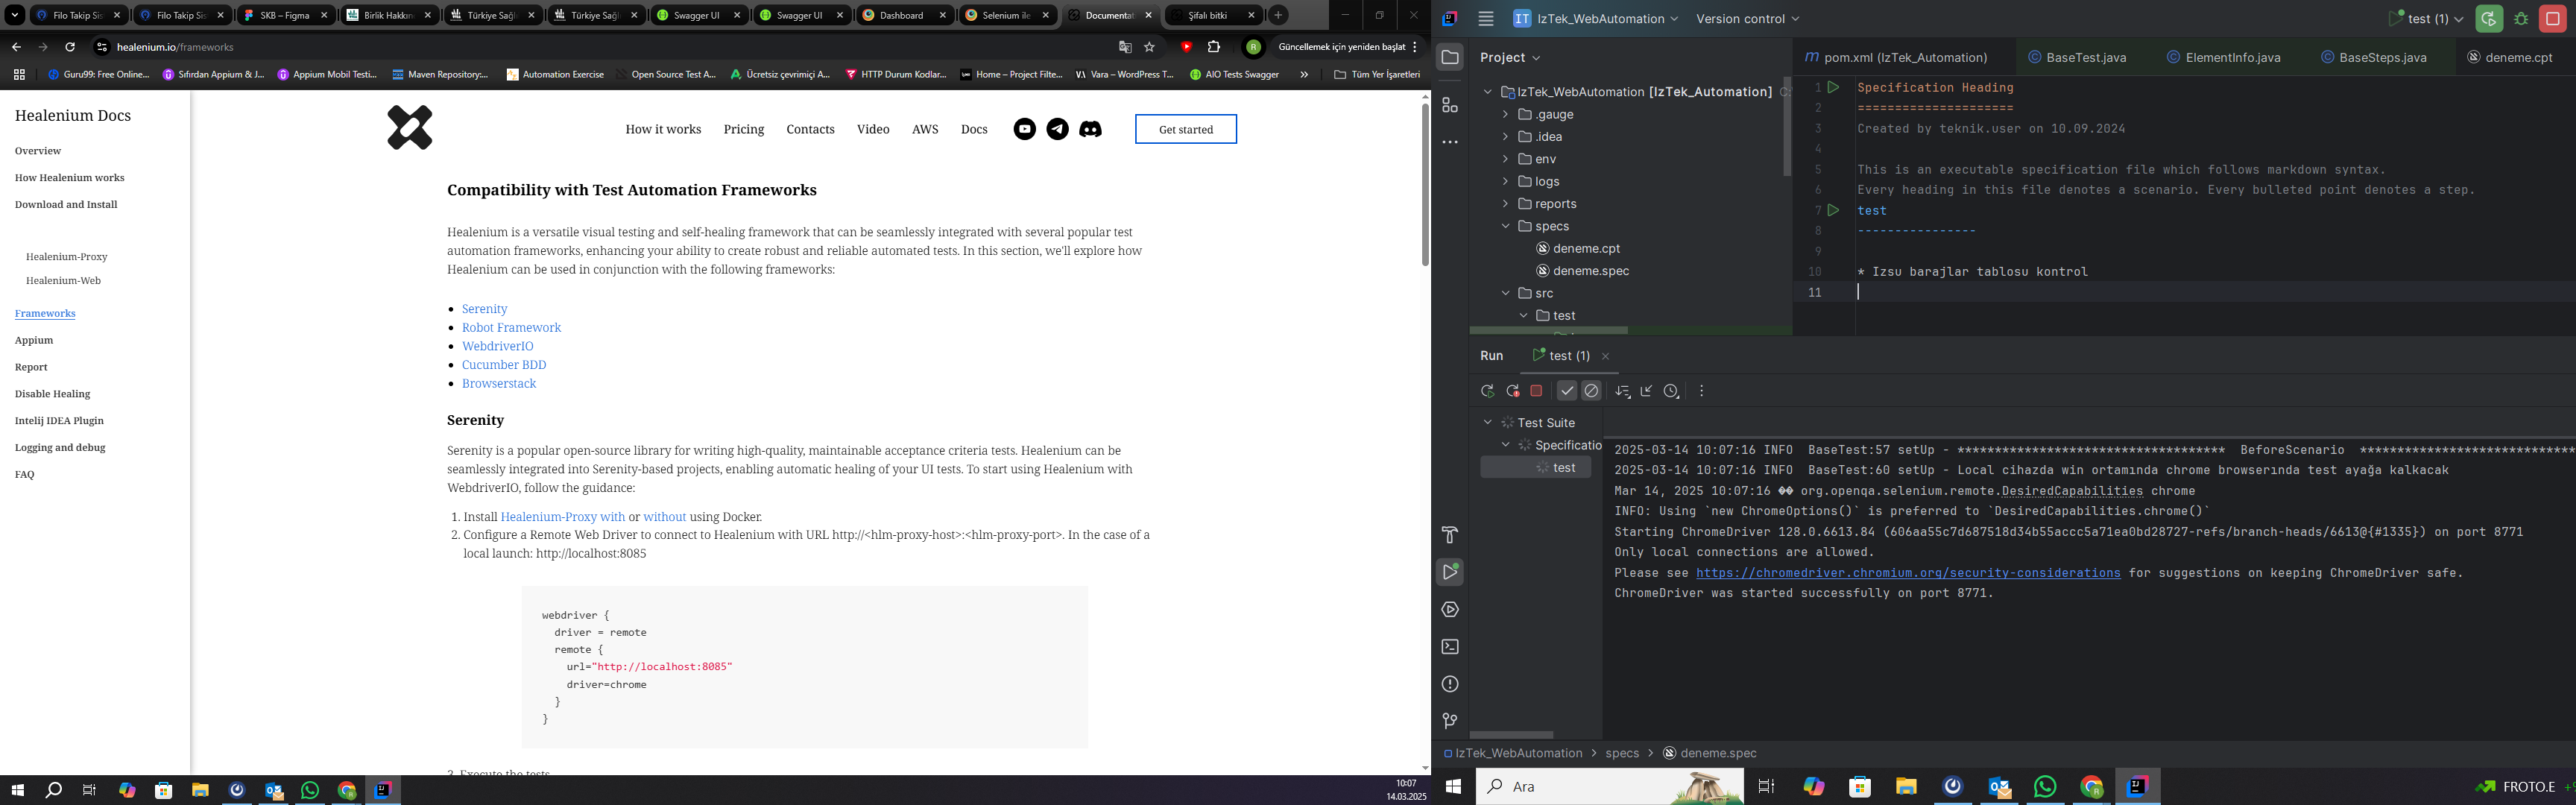 Filo Takip Sis
Filo Takip Sis
SKB – Figma
Birlik Hakkın
Türkiye Sağl
Türkiye Sağl
Swagger UI
Swagger UI
Dashboard
Selenium ile
Documentat
Şifalı bitki
healenium.io/frameworks
Güncellemek için yeniden başlat
Guru99: Free Online...
Sıfırdan Appium & J...
Appium Mobil Testi...
Maven Repository:...
Automation Exercise
Open Source Test A...
Ücretsiz çevrimiçi A...
HTTP Durum Kodlar...
Home – Project Filte...
Vara – WordPress T...
AIO Tests Swagger
Tüm Yer İşaretleri
Healenium Docs
Overview
How Healenium works
Download and Install
Healenium-Proxy
Healenium-Web
Frameworks
Appium
Report
Disable Healing
Intelij IDEA Plugin
Logging and debug
FAQ
How it works
Pricing
Contacts
Video
AWS
Docs
Get started
Compatibility with Test Automation Frameworks
Healenium is a versatile visual testing and self-healing framework that can be seamlessly integrated with several popular test
automation frameworks, enhancing your ability to create robust and reliable automated tests. In this section, we'll explore how
Healenium can be used in conjunction with the following frameworks:
• Serenity
• Robot Framework
• WebdriverIO
• Cucumber BDD
• Browserstack
Serenity
Serenity is a popular open-source library for writing high-quality, maintainable acceptance criteria tests. Healenium can be
seamlessly integrated into Serenity-based projects, enabling automatic healing of your UI tests. To start using Healenium with
WebdriverIO, follow the guidance:
1. Install Healenium-Proxy with or without using Docker.
2. Configure a Remote Web Driver to connect to Healenium with URL http://<hlm-proxy-host>:<hlm-proxy-port>. In the case of a
local launch: http://localhost:8085
webdriver {
driver = remote
remote {
url="http://localhost:8085"
driver=chrome
}
}
3. Execute the tests
10:07
14.03.2025
IT IzTek_WebAutomation
Version control
test (1)
Project
pom.xml (IzTek_Automation)
BaseTest.java
ElementInfo.java
BaseSteps.java
deneme.cpt
IzTek_WebAutomation [IzTek_Automation] C:
.gauge
.idea
env
logs
reports
specs
deneme.cpt
deneme.spec
src
test
1 Specification Heading
2 =====================
3 Created by teknik.user on 10.09.2024
4
5 This is an executable specification file which follows markdown syntax.
6 Every heading in this file denotes a scenario. Every bulleted point denotes a step.
7 test
8 ----------------
9
10 * Izsu barajlar tablosu kontrol
11
Run
test (1)
Test Suite
Specificatio
test
2025-03-14 10:07:16 INFO BaseTest:57 setUp - ************************************ BeforeScenario *****************************
2025-03-14 10:07:16 INFO BaseTest:60 setUp - Local cihazda win ortamında chrome browserında test ayağa kalkacak
Mar 14, 2025 10:07:16 �� org.openqa.selenium.remote.DesiredCapabilities chrome
INFO: Using `new ChromeOptions()` is preferred to `DesiredCapabilities.chrome()`
Starting ChromeDriver 128.0.6613.84 (606aa55c7d687518d34b55accc5a71ea0bd28727-refs/branch-heads/6613@{#1335}) on port 8771
Only local connections are allowed.
Please see https://chromedriver.chromium.org/security-considerations for suggestions on keeping ChromeDriver safe.
ChromeDriver was started successfully on port 8771.
IzTek_WebAutomation > specs > deneme.spec
Ara
FROTO.E